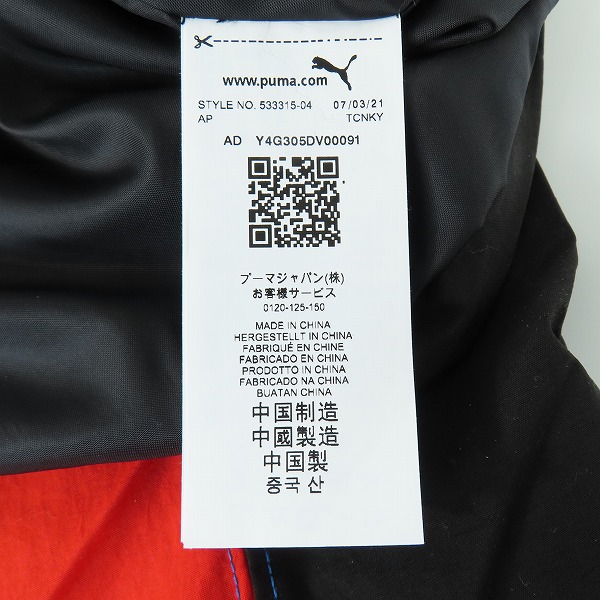 www.puma.com
STYLE NO. 533315-04 07/03/21
AP TCNKY
AD Y4G305DV00091
プーマジャパン(株)
お客様サービス
0120-125-150
MADE IN CHINA
HERGESTELLT IN CHINA
FABRIQUÉ EN CHINE
FABRICADO EN CHINA
PRODOTTO IN CHINA
FABRICADO NA CHINA
BUATAN CHINA
中国制造
中國製造
中国製
중국 산